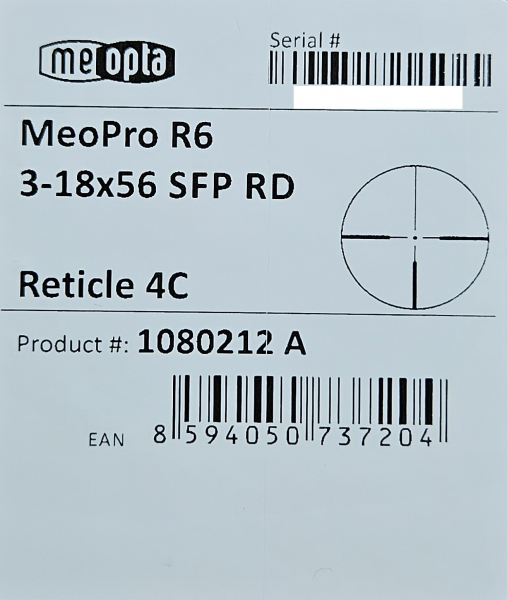 meopta
Serial #
MeoPro R6
3-18x56 SFP RD
Reticle 4C
Product #: 1080212 A
EAN 8 594050 737204